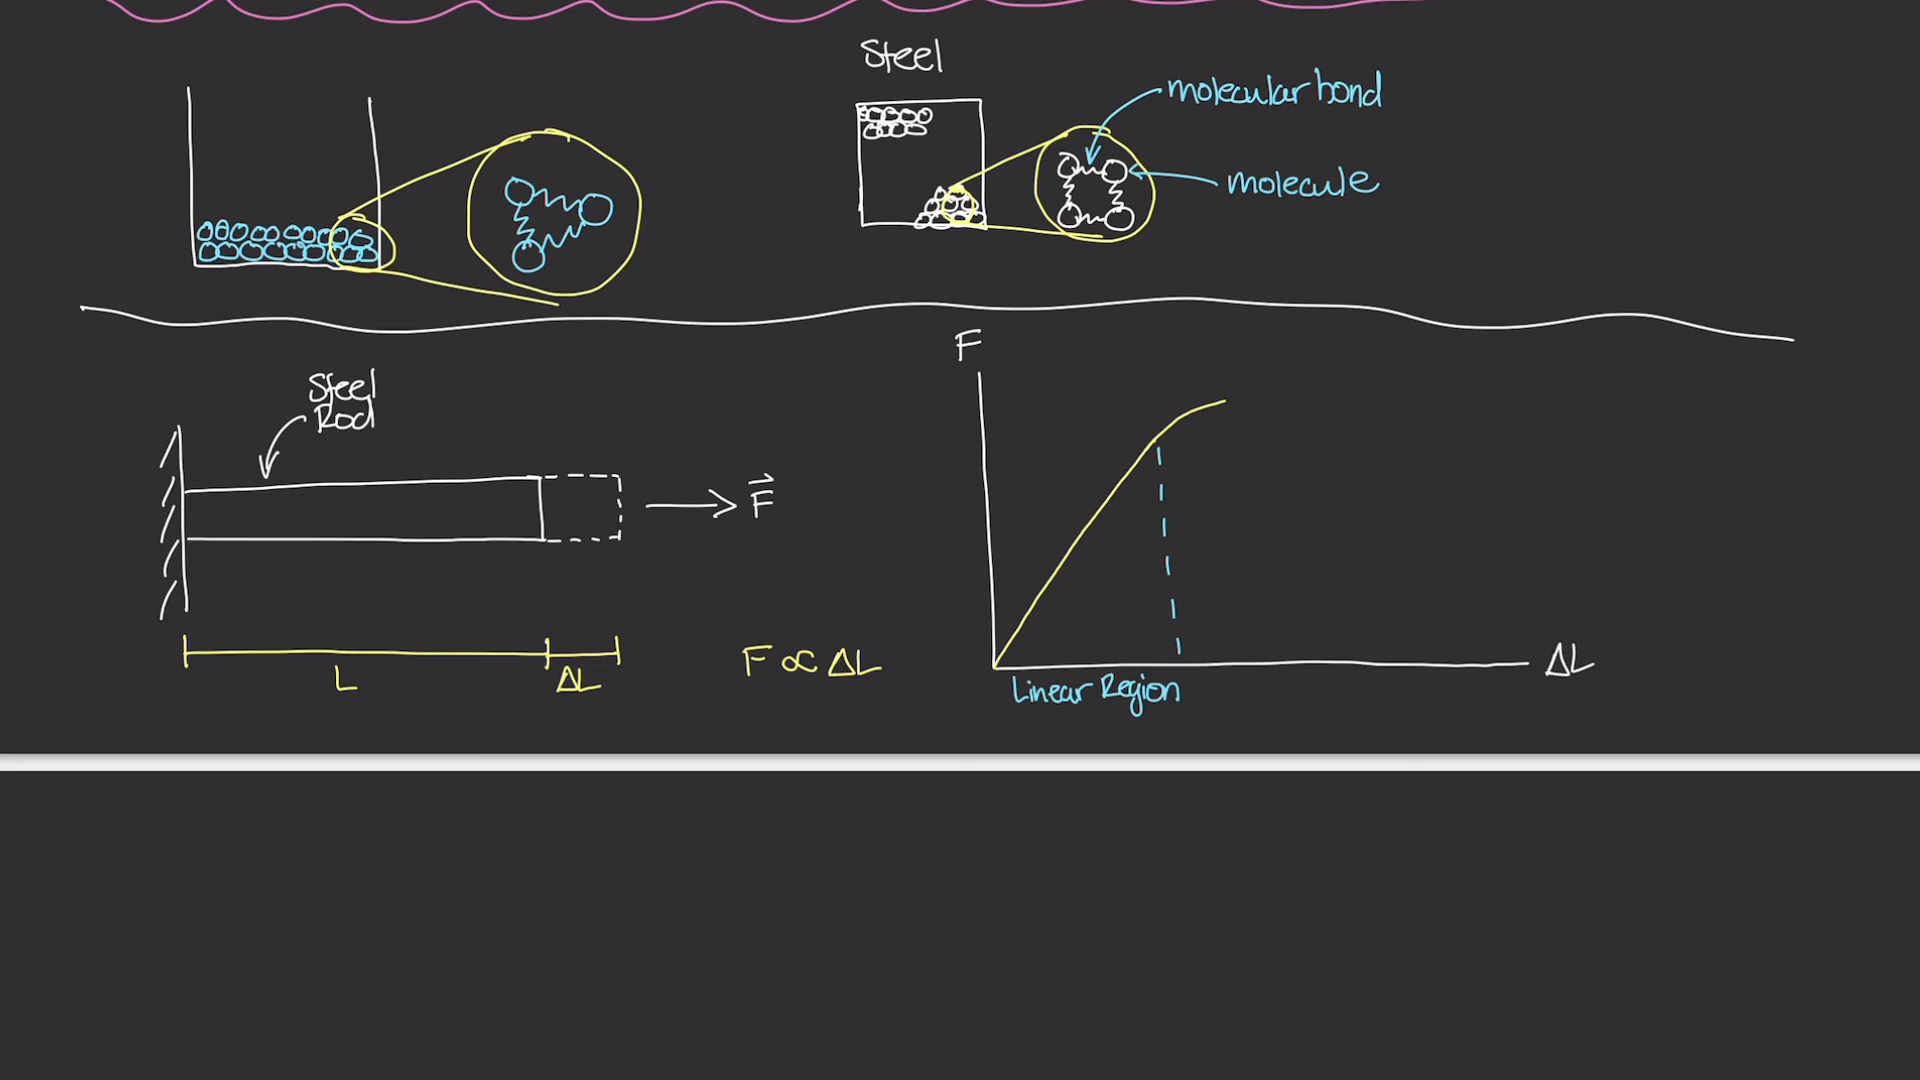 Steel
molecular bond
molecule
F
Steel
Rod
F⃗
L
ΔL
F ∝ ΔL
ΔL
Linear Region